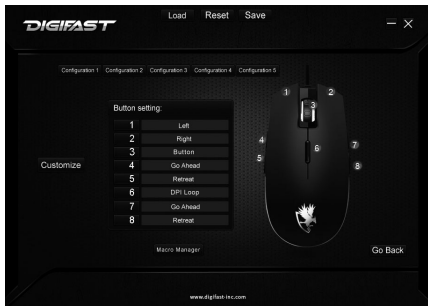 Load Reset Save
DIGIFAST
Configuration 1 Configuration 2 Configuration 3 Configuration 4 Configuration 5
Button setting:
1 Left
2 Right
3 Button
4 Go Ahead
5 Retreat
6 DPI Loop
7 Go Ahead
8 Retreat
Customize
Macro Manager
1 2
3
4
5
6
7
8
Go Back
www.digifast-inc.com